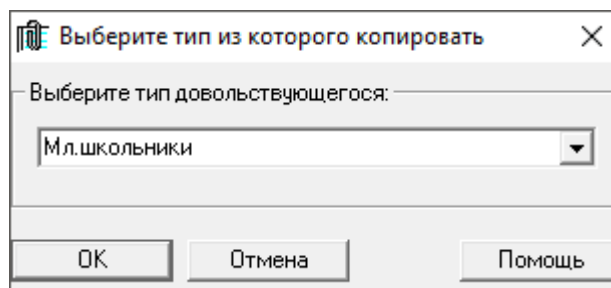 Выберите тип из которого копировать
Выберите тип довольствующегося:
Мл.школьники
OK
Отмена
Помощь